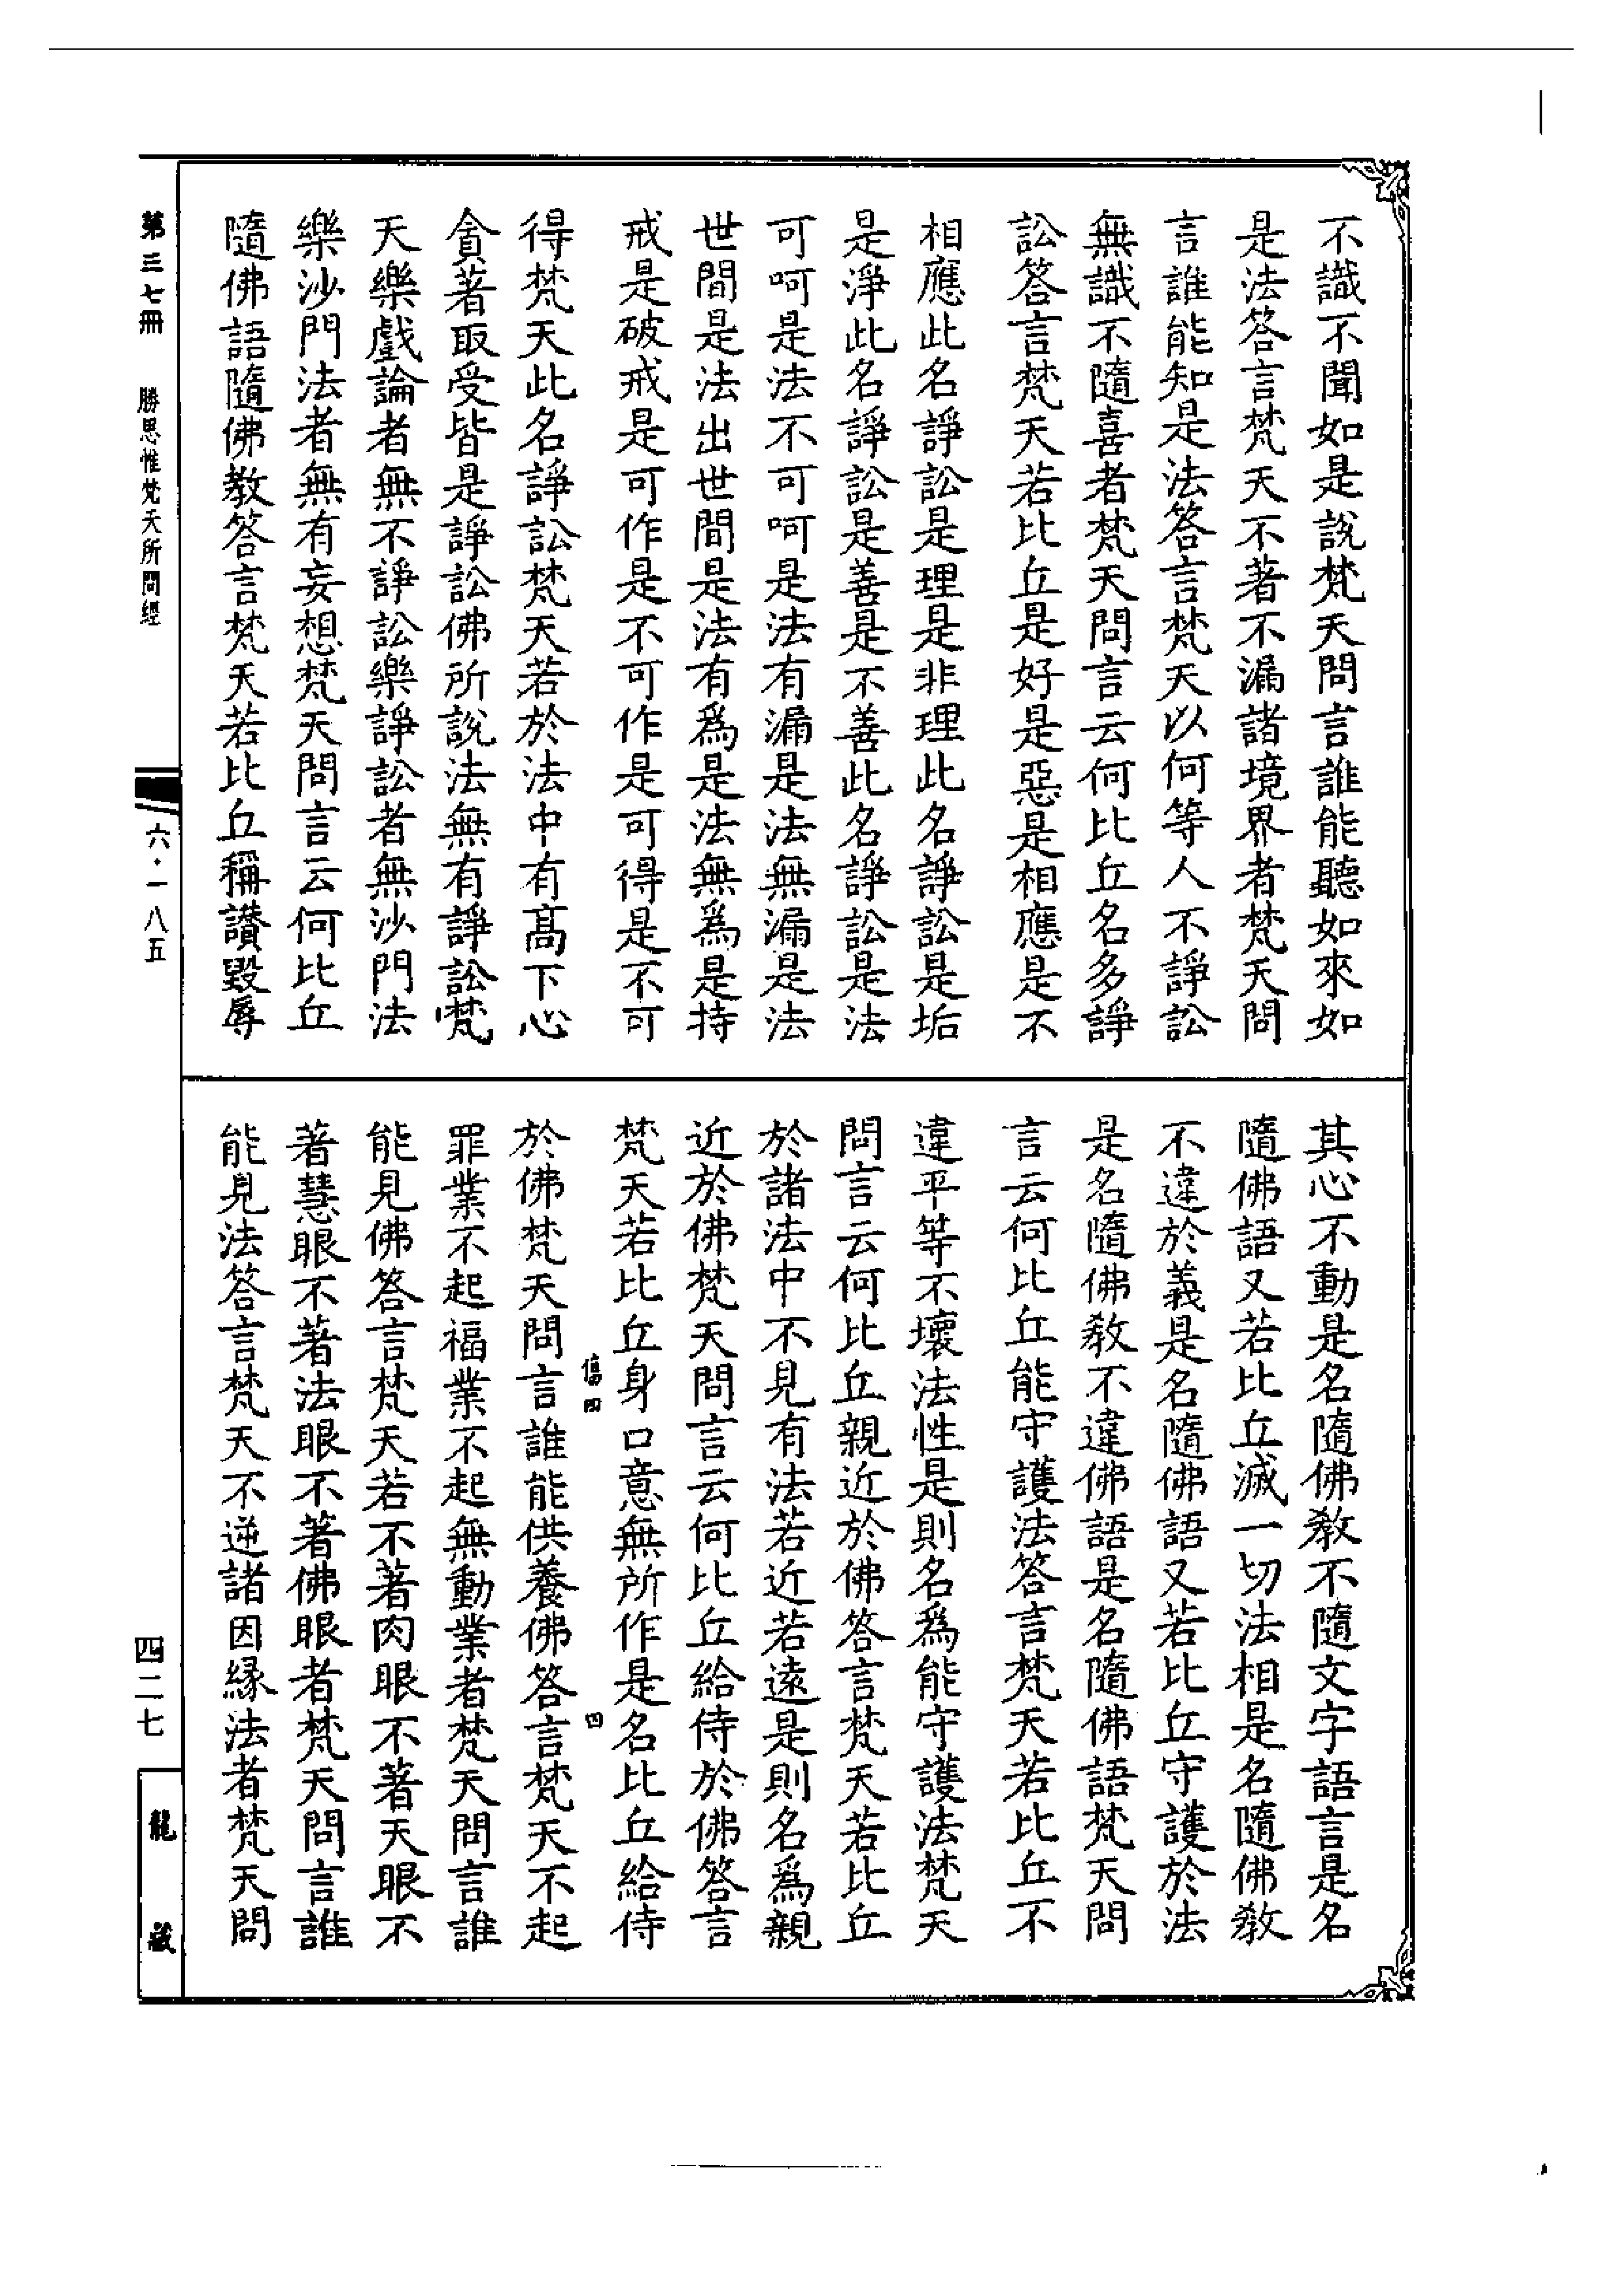 不識不聞如是說梵天問言誰能聽如來如
是法答言梵天不著不漏諸境界者梵天問
言誰能知是法答言梵天以何等人不諍訟
無識不隨喜者梵天問言云何比丘名多諍
訟答言梵天若比丘是好是惡是相應是不
相應此名諍訟是理是非理此名諍訟是垢
是淨此名諍訟是善是不善此名諍訟是法
可呵是法不可呵是法有漏是法無漏是法
世間是法出世間是法有為是法無為是持
戒是破戒是可作是不可作是可得是不可
得梵天此名諍訟梵天若於法中有高下心
貪著取受皆是諍訟佛所說法無有諍訟梵
天樂戲論者無不諍訟樂諍訟者無沙門法
樂沙門法者無有妄想梵天問言云何比丘
隨佛語隨佛教答言梵天若比丘稱讃毀辱
其心不動是名隨佛教不隨文字語言是名
隨佛語又若比丘滅一切法相是名隨佛教
不違於義是名隨佛語又若比丘守護於法
是名隨佛教不違佛語是名隨佛語梵天問
言云何比丘能守護法答言梵天若比丘不
違平等不壞法性是則名為能守護法梵天
問言云何比丘親近於佛答言梵天若比丘
於諸法中不見有法若近若遠是則名為親
近於佛梵天問言云何比丘給侍於佛答言
梵天若比丘身口意無所作是名比丘給侍
四
於佛梵天問言誰能供養佛答言梵天不起
罪業不起福業不起無動業者梵天問言誰
能見佛答言梵天若不著肉眼不著天眼不
著慧眼不著法眼不著佛眼者梵天問言誰
能見法答言梵天不逆諸因緣法者梵天問
第三七冊 勝思惟梵天所問經
六·一八五
四二七
龍藏